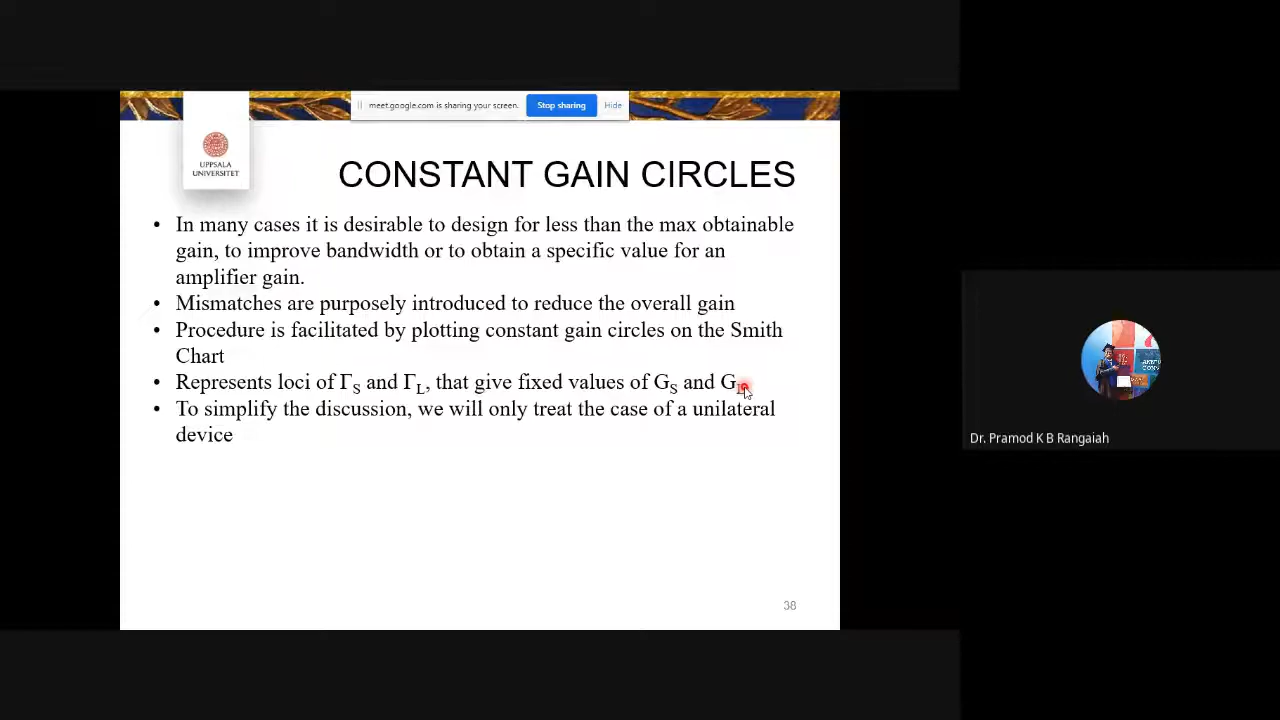 meet.google.com is sharing your screen. Stop sharing Hide
UPPSALA
UNIVERSITET
CONSTANT GAIN CIRCLES
• In many cases it is desirable to design for less than the max obtainable
gain, to improve bandwidth or to obtain a specific value for an
amplifier gain.
• Mismatches are purposely introduced to reduce the overall gain
• Procedure is facilitated by plotting constant gain circles on the Smith
Chart
• Represents loci of ΓS and ΓL, that give fixed values of GS and G
• To simplify the discussion, we will only treat the case of a unilateral
device
38
Dr. Pramod K B Rangaiah